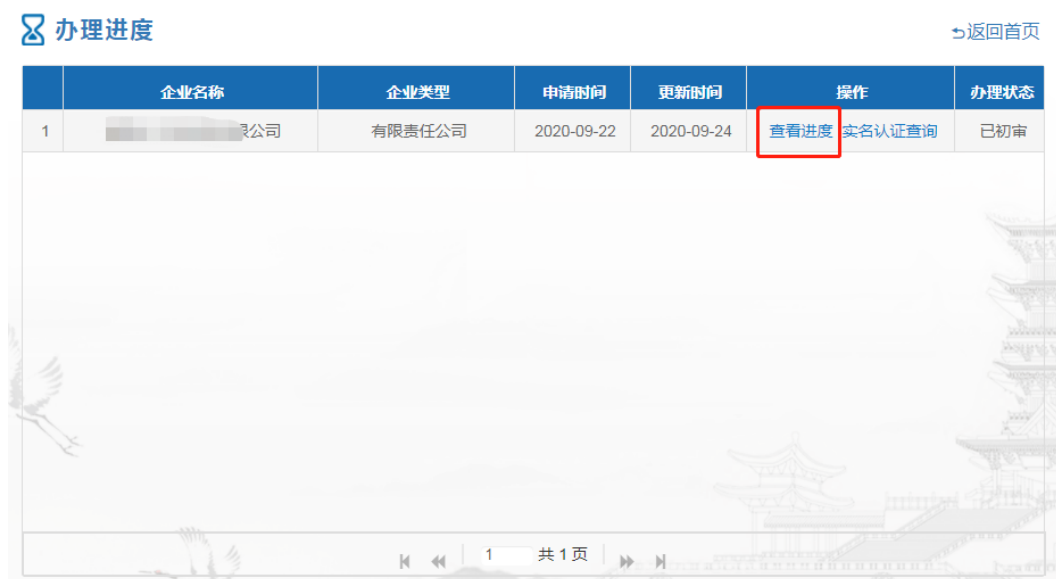 办理进度
返回首页
企业名称 企业类型 申请时间 更新时间 操作 办理状态
1 限公司 有限责任公司 2020-09-22 2020-09-24 查看进度 实名认证查询 已初审
1 共 1 页